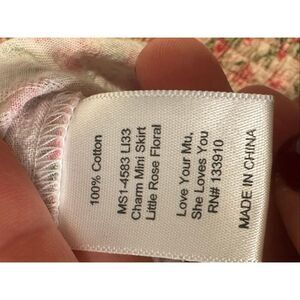 100% Cotton
MS1-4583 LI33
Charm Mini Skirt
Little Rose Floral
Love Your Mu.
She Loves You
RN# 133910
MADE IN CHINA